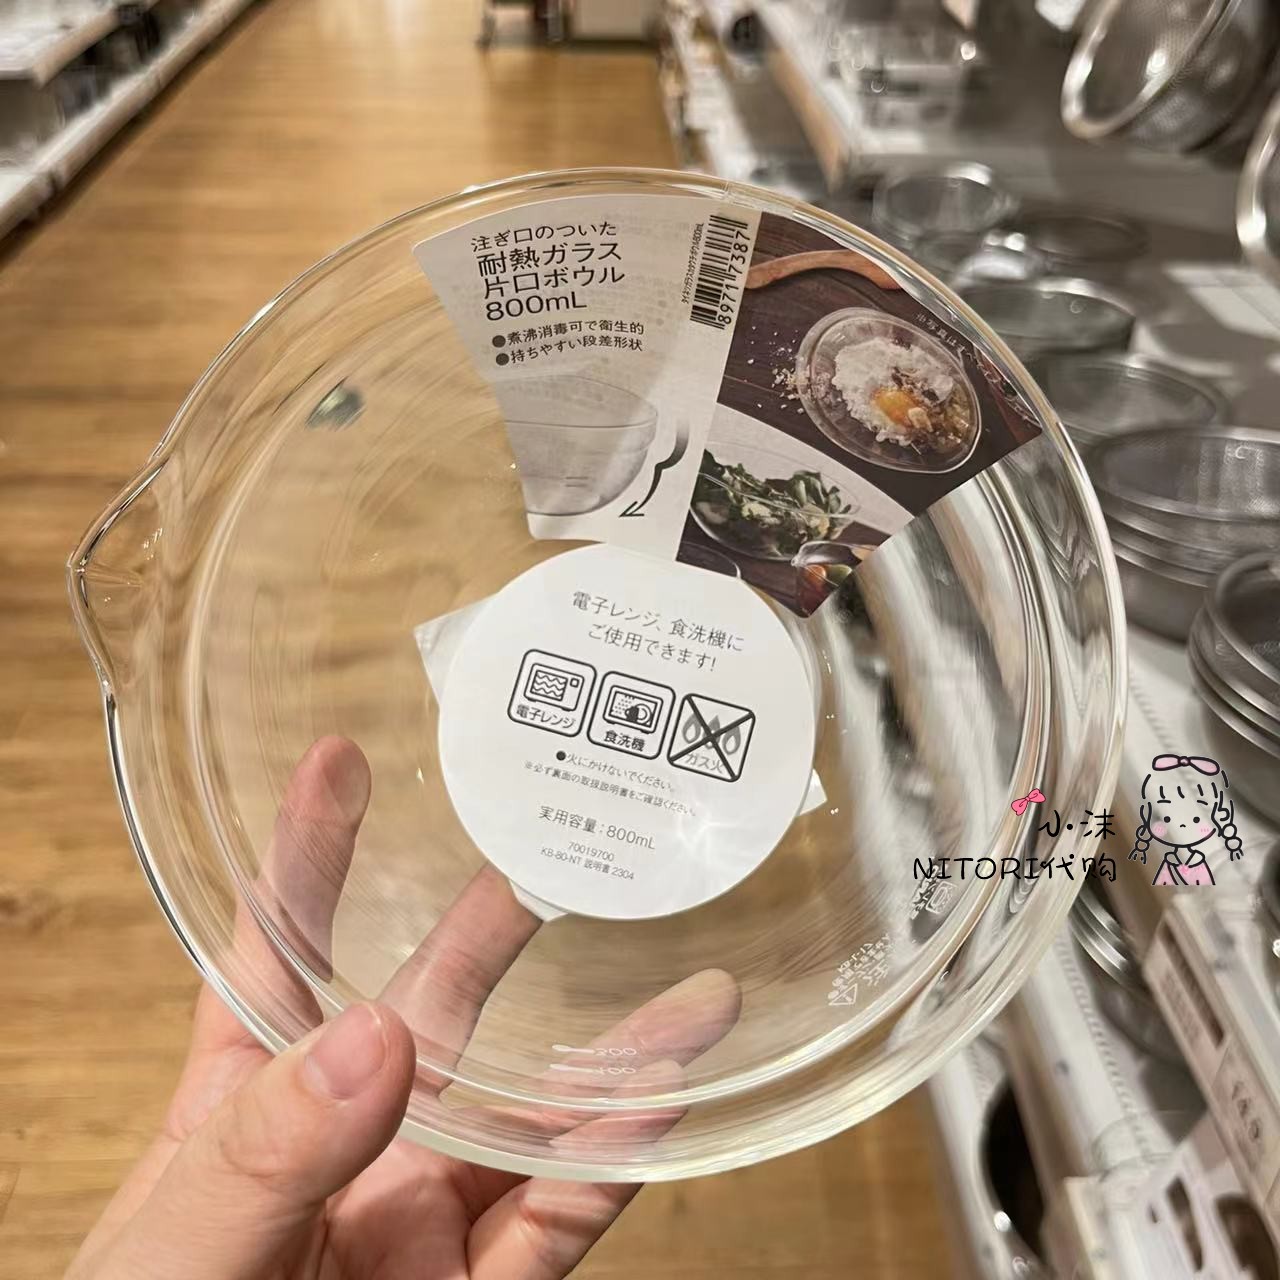 注ぎ口のついた
耐熱ガラス
片口ボウル
800mL
●煮沸消毒可で衛生的
●持ちやすい段差形状
8971 7387
電子レンジ、食洗機に
ご使用できます!
電子レンジ
食洗機
ガス火
●火にかけないでください。
※必ず裏面の取扱説明書をご確認ください。
実用容量:800mL
70019700
KB-80-NT 説明書 2304
小沫
NITORI代购